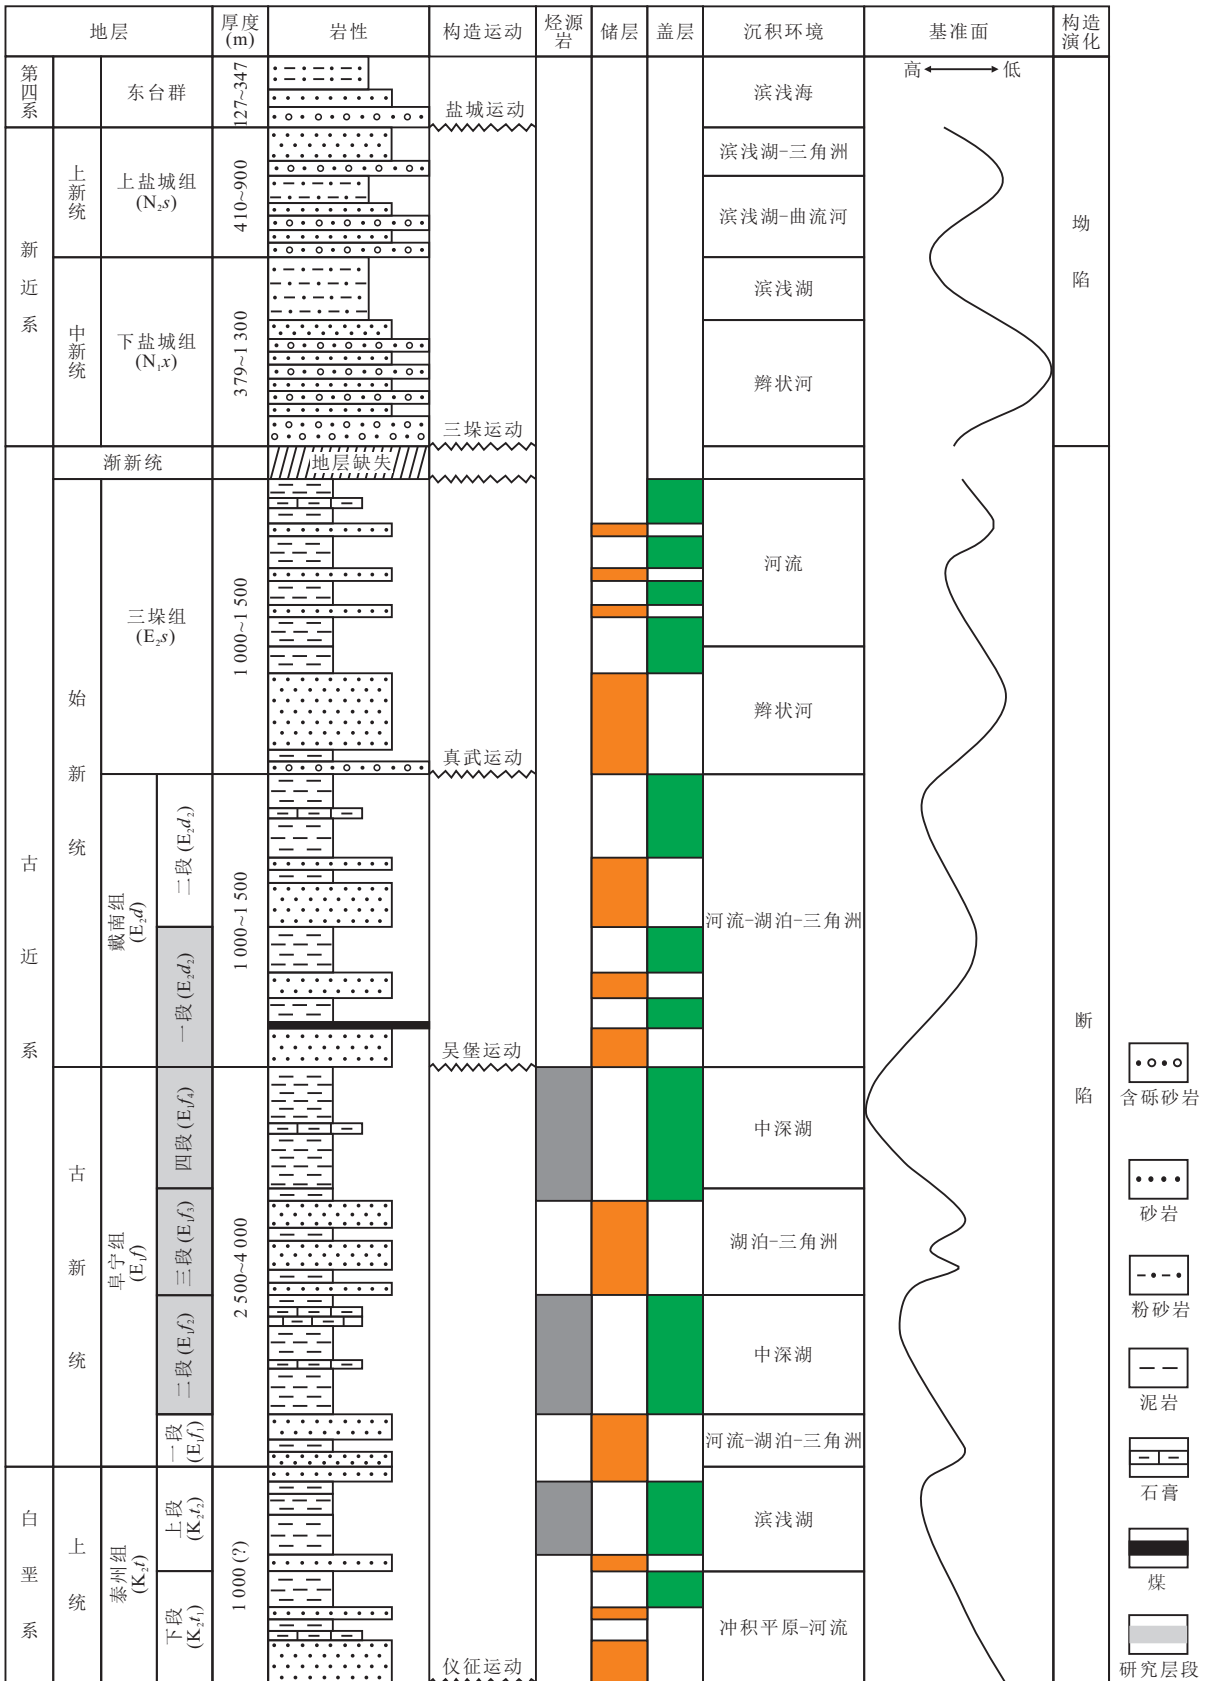 地层
厚度
(m)
岩性
构造运动
烃源
岩
储层
盖层
沉积环境
基准面
构造
演化
第四系
东台群
127~347
盐城运动
滨浅海
高
低
新近系
上新统
上盐城组
(N₂s)
410~900
滨浅湖-三角洲
滨浅湖-曲流河
中新统
下盐城组
(N₁x)
379~1 300
三垛运动
滨浅湖
辫状河
坳陷
古近系
渐新统
地层缺失
始新统
三垛组
(E₂s)
1 000~1 500
真武运动
河流
辫状河
戴南组
(E₂d)
二段 (E₂d₂)
一段 (E₂d₂)
1 000~1 500
吴堡运动
河流-湖泊-三角洲
断陷
古新统
阜宁组
(E₁f)
四段 (E₁f₄)
三段 (E₁f₃)
二段 (E₁f₂)
一段
(E₁f₁)
2 500~4 000
中深湖
湖泊-三角洲
中深湖
河流-湖泊-三角洲
白垩系
上统
泰州组
(K₂t)
上段
(K₂t₂)
下段
(K₂t₁)
1 000 (?)
仪征运动
滨浅湖
冲积平原-河流
含砾砂岩
砂岩
粉砂岩
泥岩
石膏
煤
研究层段